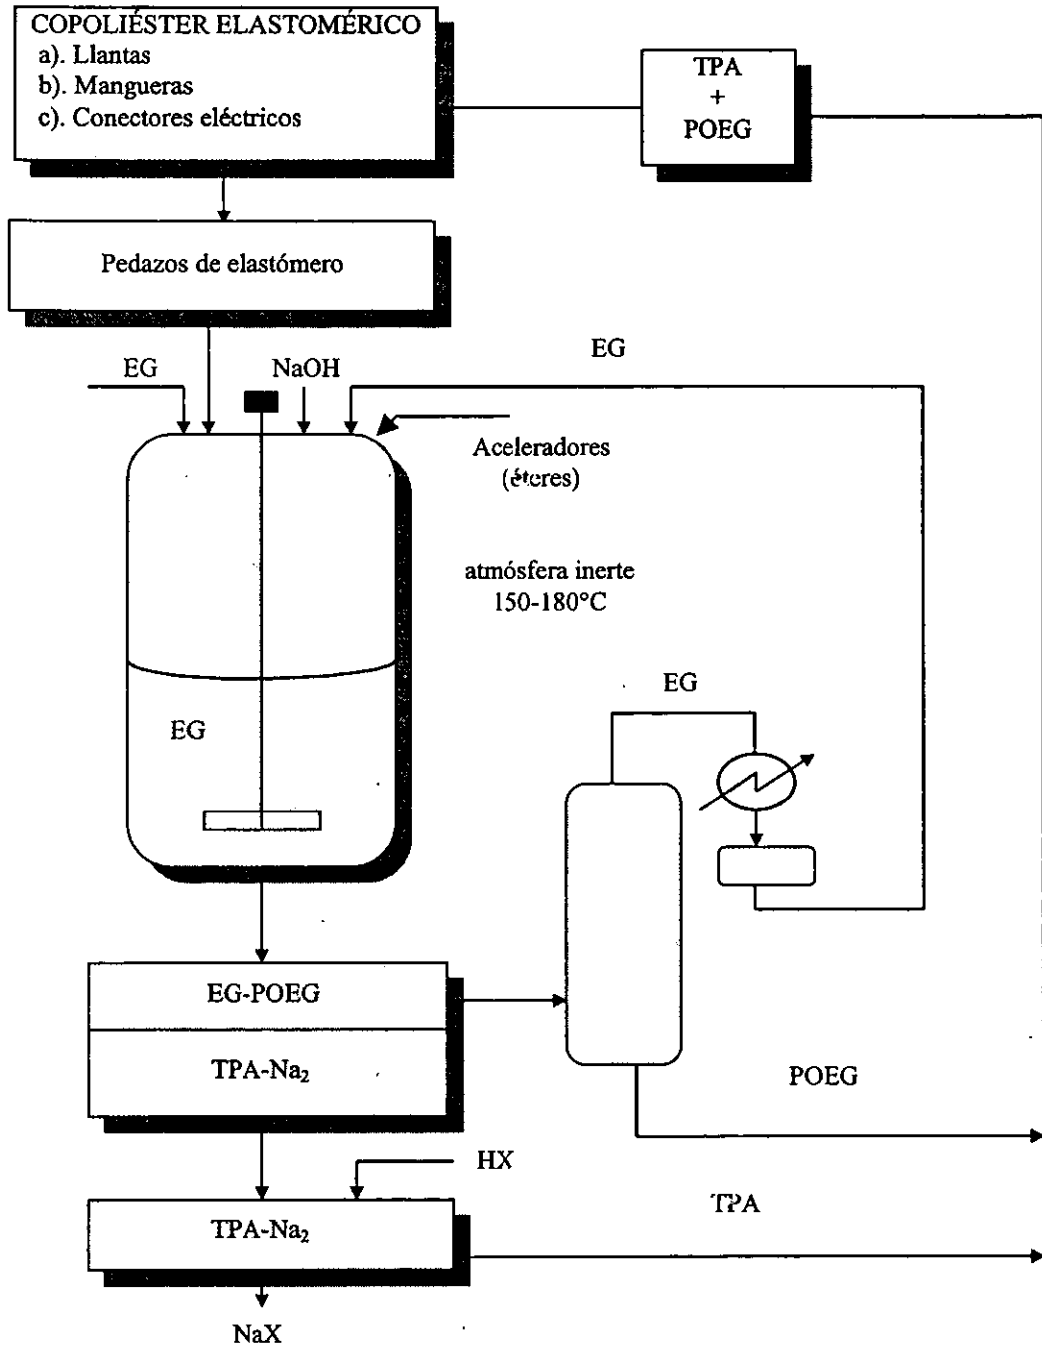 COPOLIÉSTER ELASTOMÉRICO
a). Llantas
b). Mangueras
c). Conectores eléctricos
TPA
+
POEG
Pedazos de elastómero
EG
NaOH
EG
Aceleradores
(éteres)
atmósfera inerte
150-180°C
EG
EG
EG-POEG
TPA-Na₂
POEG
HX
TPA
TPA-Na₂
NaX